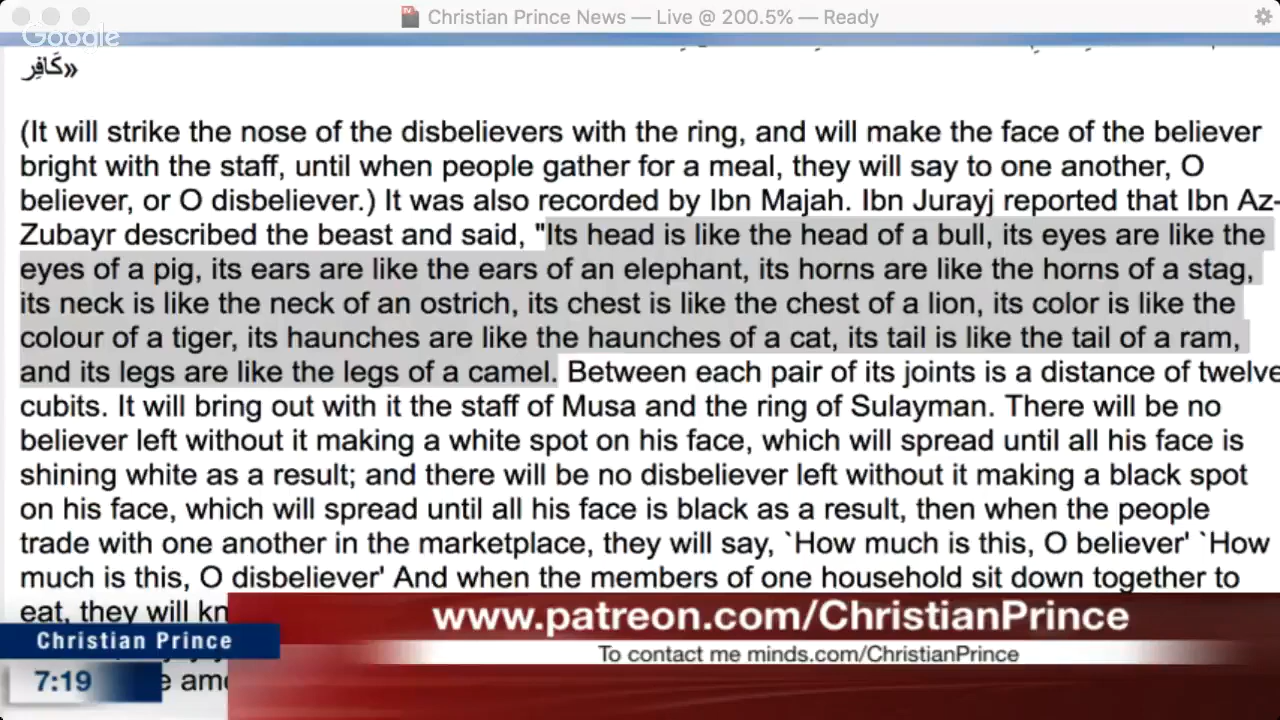 Christian Prince News — Live @ 200.5% — Ready
Google
كَافِر»
(It will strike the nose of the disbelievers with the ring, and will make the face of the believer
bright with the staff, until when people gather for a meal, they will say to one another, O
believer, or O disbeliever.) It was also recorded by Ibn Majah. Ibn Jurayj reported that Ibn Az-
Zubayr described the beast and said, "Its head is like the head of a bull, its eyes are like the
eyes of a pig, its ears are like the ears of an elephant, its horns are like the horns of a stag,
its neck is like the neck of an ostrich, its chest is like the chest of a lion, its color is like the
colour of a tiger, its haunches are like the haunches of a cat, its tail is like the tail of a ram,
and its legs are like the legs of a camel. Between each pair of its joints is a distance of twelve
cubits. It will bring out with it the staff of Musa and the ring of Sulayman. There will be no
believer left without it making a white spot on his face, which will spread until all his face is
shining white as a result; and there will be no disbeliever left without it making a black spot
on his face, which will spread until all his face is black as a result, then when the people
trade with one another in the marketplace, they will say, `How much is this, O believer' `How
much is this, O disbeliever' And when the members of one household sit down together to
eat, they will
www.patreon.com/ChristianPrince
Christian Prince
To contact me minds.com/ChristianPrince
7:19